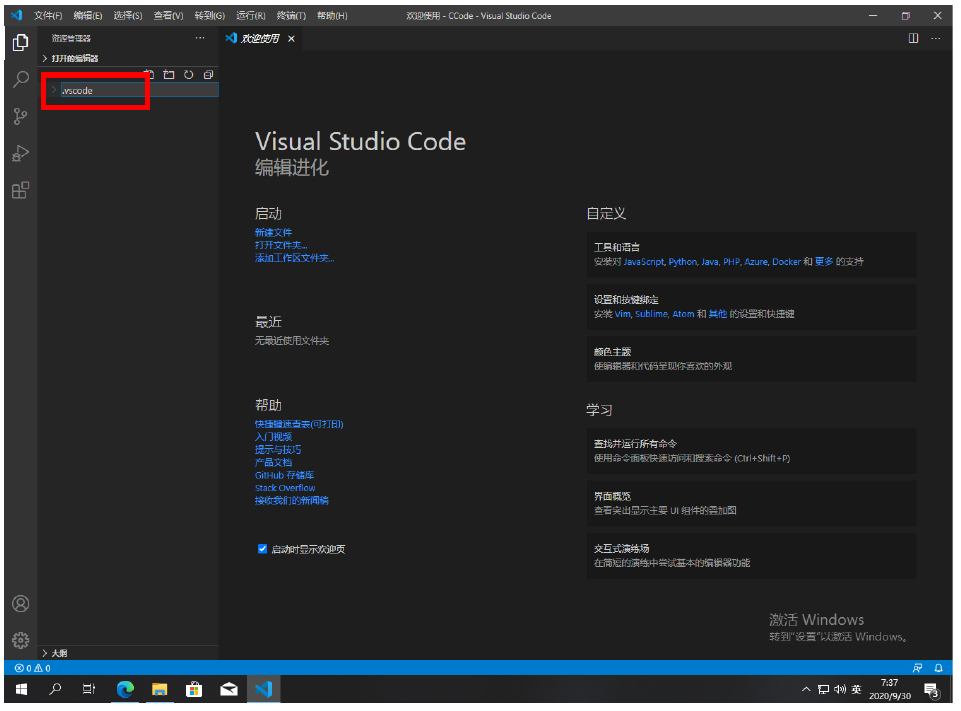 文件(F) 编辑(E) 选择(S) 查看(V) 转到(G) 运行(R) 终端(T) 帮助(H) 欢迎使用 - CCode - Visual Studio Code
资源管理器 ...
欢迎使用
打开的编辑器
.vscode
Visual Studio Code
编辑进化
启动
新建文件
打开文件夹...
添加工作区文件夹...
最近
无最近使用文件夹
帮助
快捷键速查表(可打印)
入门视频
提示与技巧
产品文档
GitHub 存储库
Stack Overflow
接收我们的新闻稿
启动时显示欢迎页
自定义
工具和语言
安装对 JavaScript, Python, Java, PHP, Azure, Docker 和 更多 的支持
设置和按键绑定
安装 Vim, Sublime, Atom 和 其他 的设置和快捷键
颜色主题
使编辑器和代码呈现你喜欢的外观
学习
查找并运行所有命令
使用命令面板快速访问和搜索命令 (Ctrl+Shift+P)
界面概览
查看突出显示主要 UI 组件的叠加图
交互式演练场
在简短的演练中尝试基本的编辑器功能
激活 Windows
转到"设置"以激活 Windows。
大纲
0 0
英
7:37
2020/9/30
3